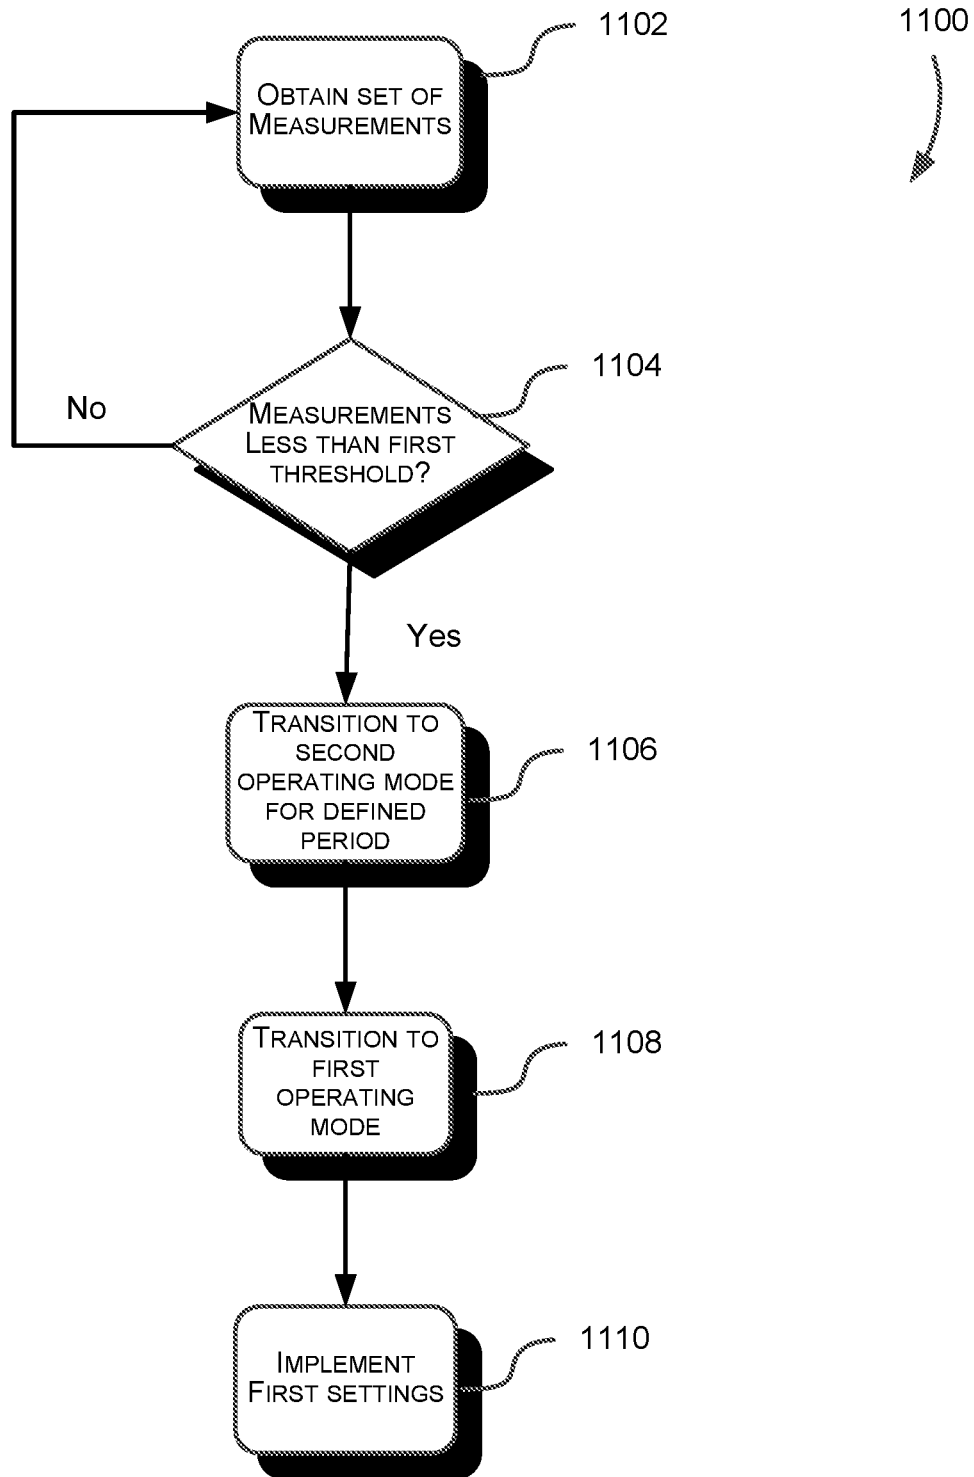 1102
1100
OBTAIN SET OF
MEASUREMENTS
1104
No
MEASUREMENTS
LESS THAN FIRST
THRESHOLD?
Yes
TRANSITION TO
SECOND
OPERATING MODE
FOR DEFINED
PERIOD
1106
TRANSITION TO
FIRST
OPERATING
MODE
1108
IMPLEMENT
FIRST SETTINGS
1110